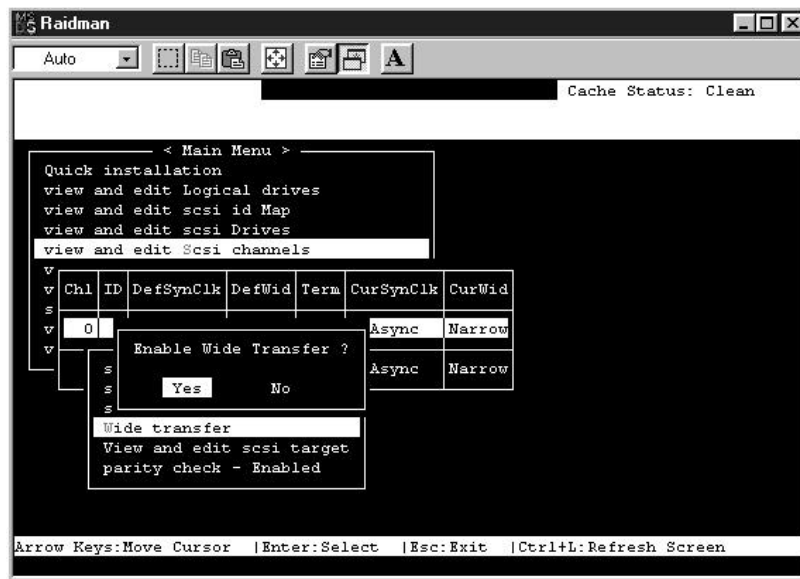 Raidman
Auto
A
Cache Status: Clean
< Main Menu >
Quick installation
view and edit Logical drives
view and edit scsi id Map
view and edit scsi Drives
view and edit Scsi channels
v
v
s
v
v
Chl ID DefSynClk DefWid Term CurSynClk CurWid
0 Async Narrow
Async Narrow
Enable Wide Transfer ?
Yes No
s
s
s
Wide transfer
View and edit scsi target
parity check - Enabled
Arrow Keys:Move Cursor |Enter:Select |Esc:Exit |Ctrl+L:Refresh Screen